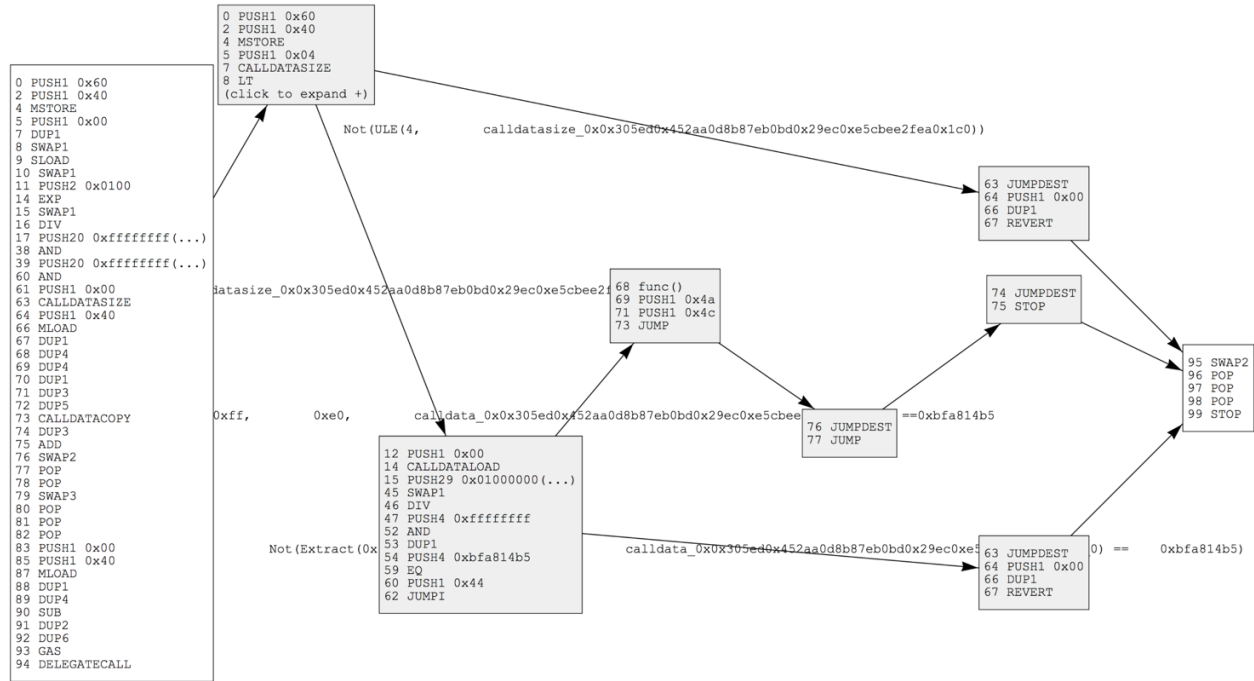 0 PUSH1 0x60
2 PUSH1 0x40
4 MSTORE
5 PUSH1 0x00
7 DUP1
8 SWAP1
9 SLOAD
10 SWAP1
11 PUSH2 0x0100
14 EXP
15 SWAP1
16 DIV
17 PUSH20 0xffffffff(...)
38 AND
39 PUSH20 0xffffffff(...)
60 AND
61 PUSH1 0x00
63 CALLDATASIZE
64 PUSH1 0x40
66 MLOAD
67 DUP1
68 DUP4
69 DUP4
70 DUP1
71 DUP3
72 DUP5
73 CALLDATACOPY
74 DUP3
75 ADD
76 SWAP2
77 POP
78 POP
79 SWAP3
80 POP
81 POP
82 POP
83 PUSH1 0x00
85 PUSH1 0x40
87 MLOAD
88 DUP1
89 DUP4
90 SUB
91 DUP2
92 DUP6
93 GAS
94 DELEGATECALL
0 PUSH1 0x60
2 PUSH1 0x40
4 MSTORE
5 PUSH1 0x04
7 CALLDATASIZE
8 LT
(click to expand +)
Not(ULE(4, calldatasize_0x0x305ed0x452aa0d8b87eb0bd0x29ec0xe5cbee2fea0x1c0))
63 JUMPDEST
64 PUSH1 0x00
66 DUP1
67 REVERT
datasize_0x0x305ed0x452aa0d8b87eb0bd0x29ec0xe5cbee2f
68 func()
69 PUSH1 0x4a
71 PUSH1 0x4c
73 JUMP
74 JUMPDEST
75 STOP
0xff, 0xe0, calldata_0x0x305ed0x452aa0d8b87eb0bd0x29ec0xe5cbee ==0xbfa814b5
76 JUMPDEST
77 JUMP
95 SWAP2
96 POP
97 POP
98 POP
99 STOP
12 PUSH1 0x00
14 CALLDATALOAD
15 PUSH29 0x01000000(...)
45 SWAP1
46 DIV
47 PUSH4 0xffffffff
52 AND
53 DUP1
54 PUSH4 0xbfa814b5
59 EQ
60 PUSH1 0x44
62 JUMPI
Not(Extract(0x calldata_0x0x305ed0x452aa0d8b87eb0bd0x29ec0xe5 0) == 0xbfa814b5)
63 JUMPDEST
64 PUSH1 0x00
66 DUP1
67 REVERT